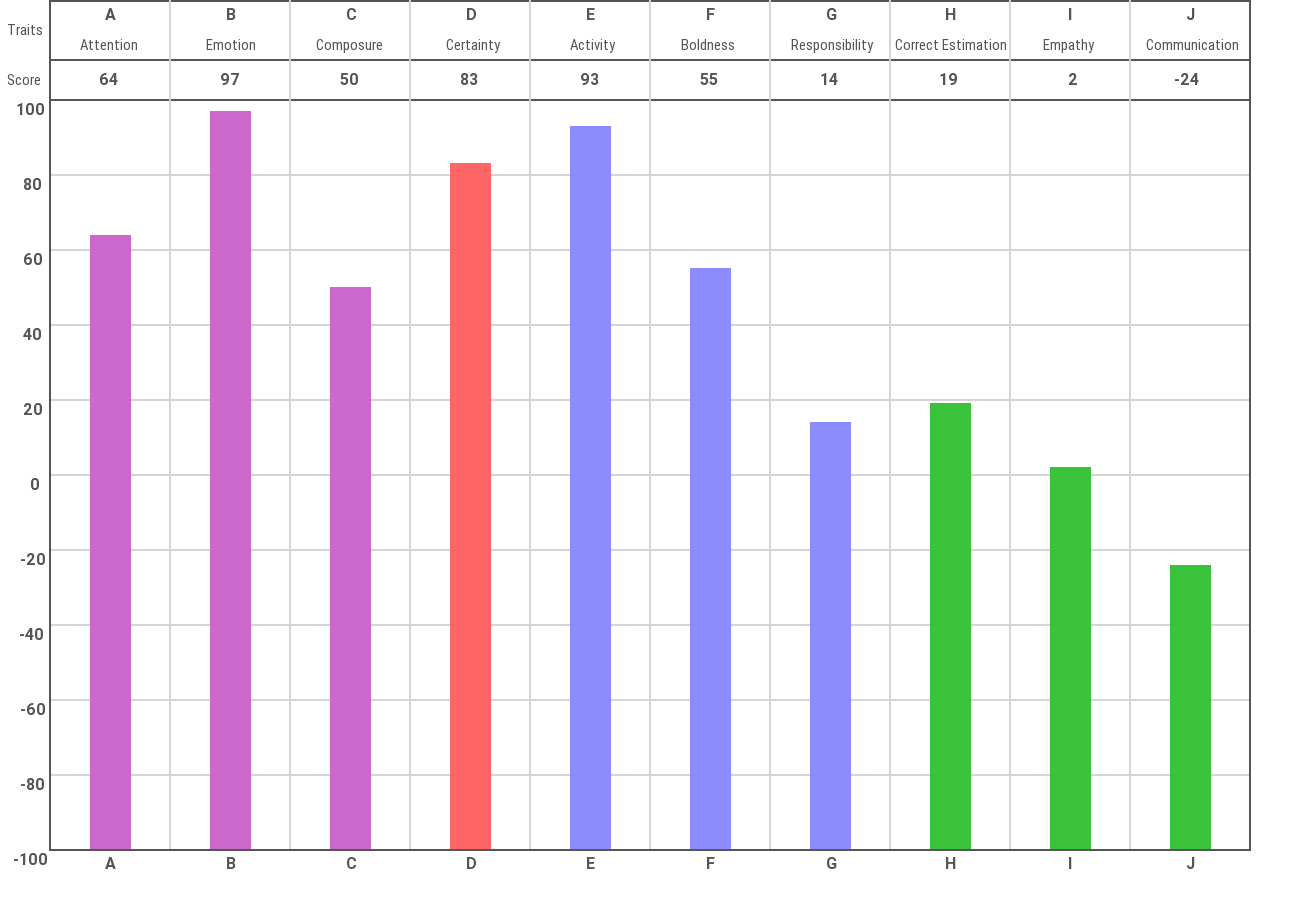 A B C D E F G H I J
Traits
Attention Emotion Composure Certainty Activity Boldness Responsibility Correct Estimation Empathy Communication
Score 64 97 50 83 93 55 14 19 2 -24
100
80
60
40
20
0
-20
-40
-60
-80
-100
A B C D E F G H I J